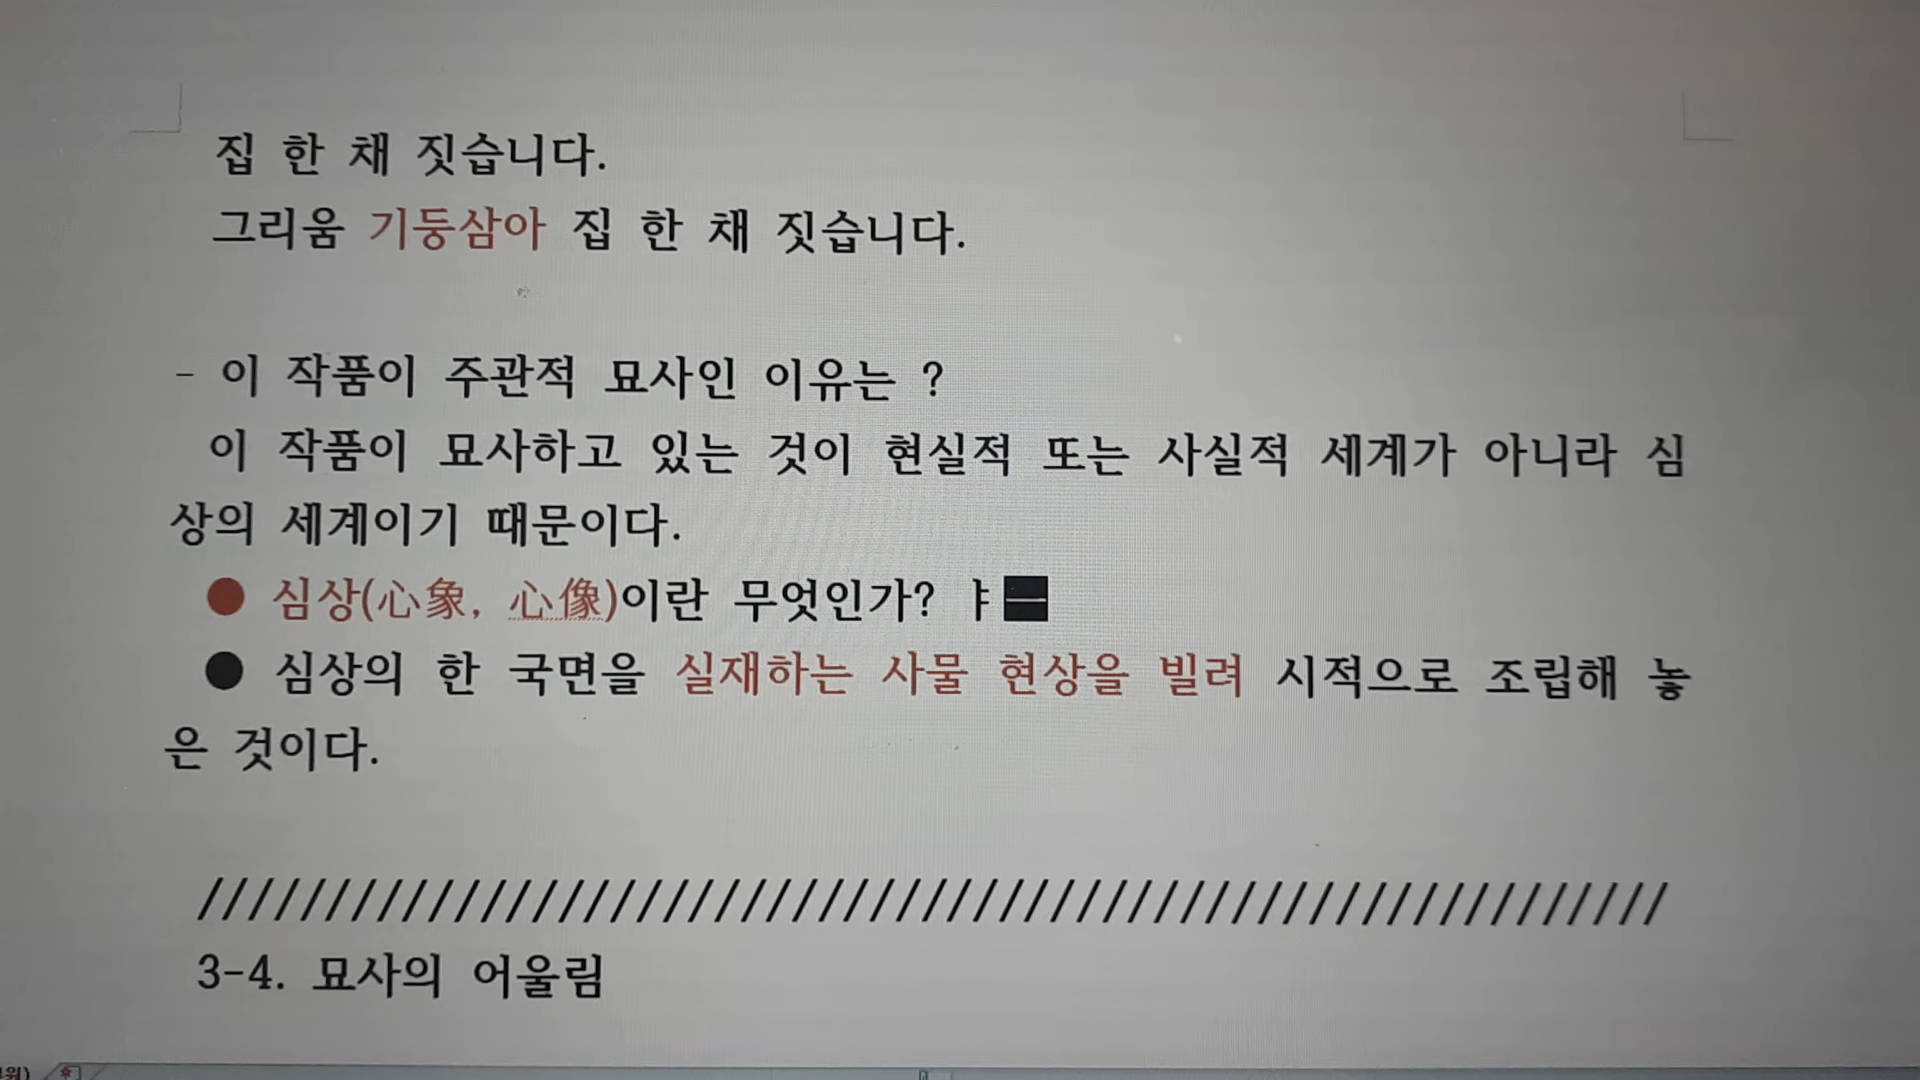 집 한 채 짓습니다.
그리움 기둥삼아 집 한 채 짓습니다.
- 이 작품이 주관적 묘사인 이유는 ?
이 작품이 묘사하고 있는 것이 현실적 또는 사실적 세계가 아니라 심
상의 세계이기 때문이다.
● 심상(心象, 心像)이란 무엇인가? ㅑㅡ
● 심상의 한 국면을 실재하는 사물 현상을 빌려 시적으로 조립해 놓
은 것이다.
////////////////////////////////////////////////////////// 
3-4. 묘사의 어울림